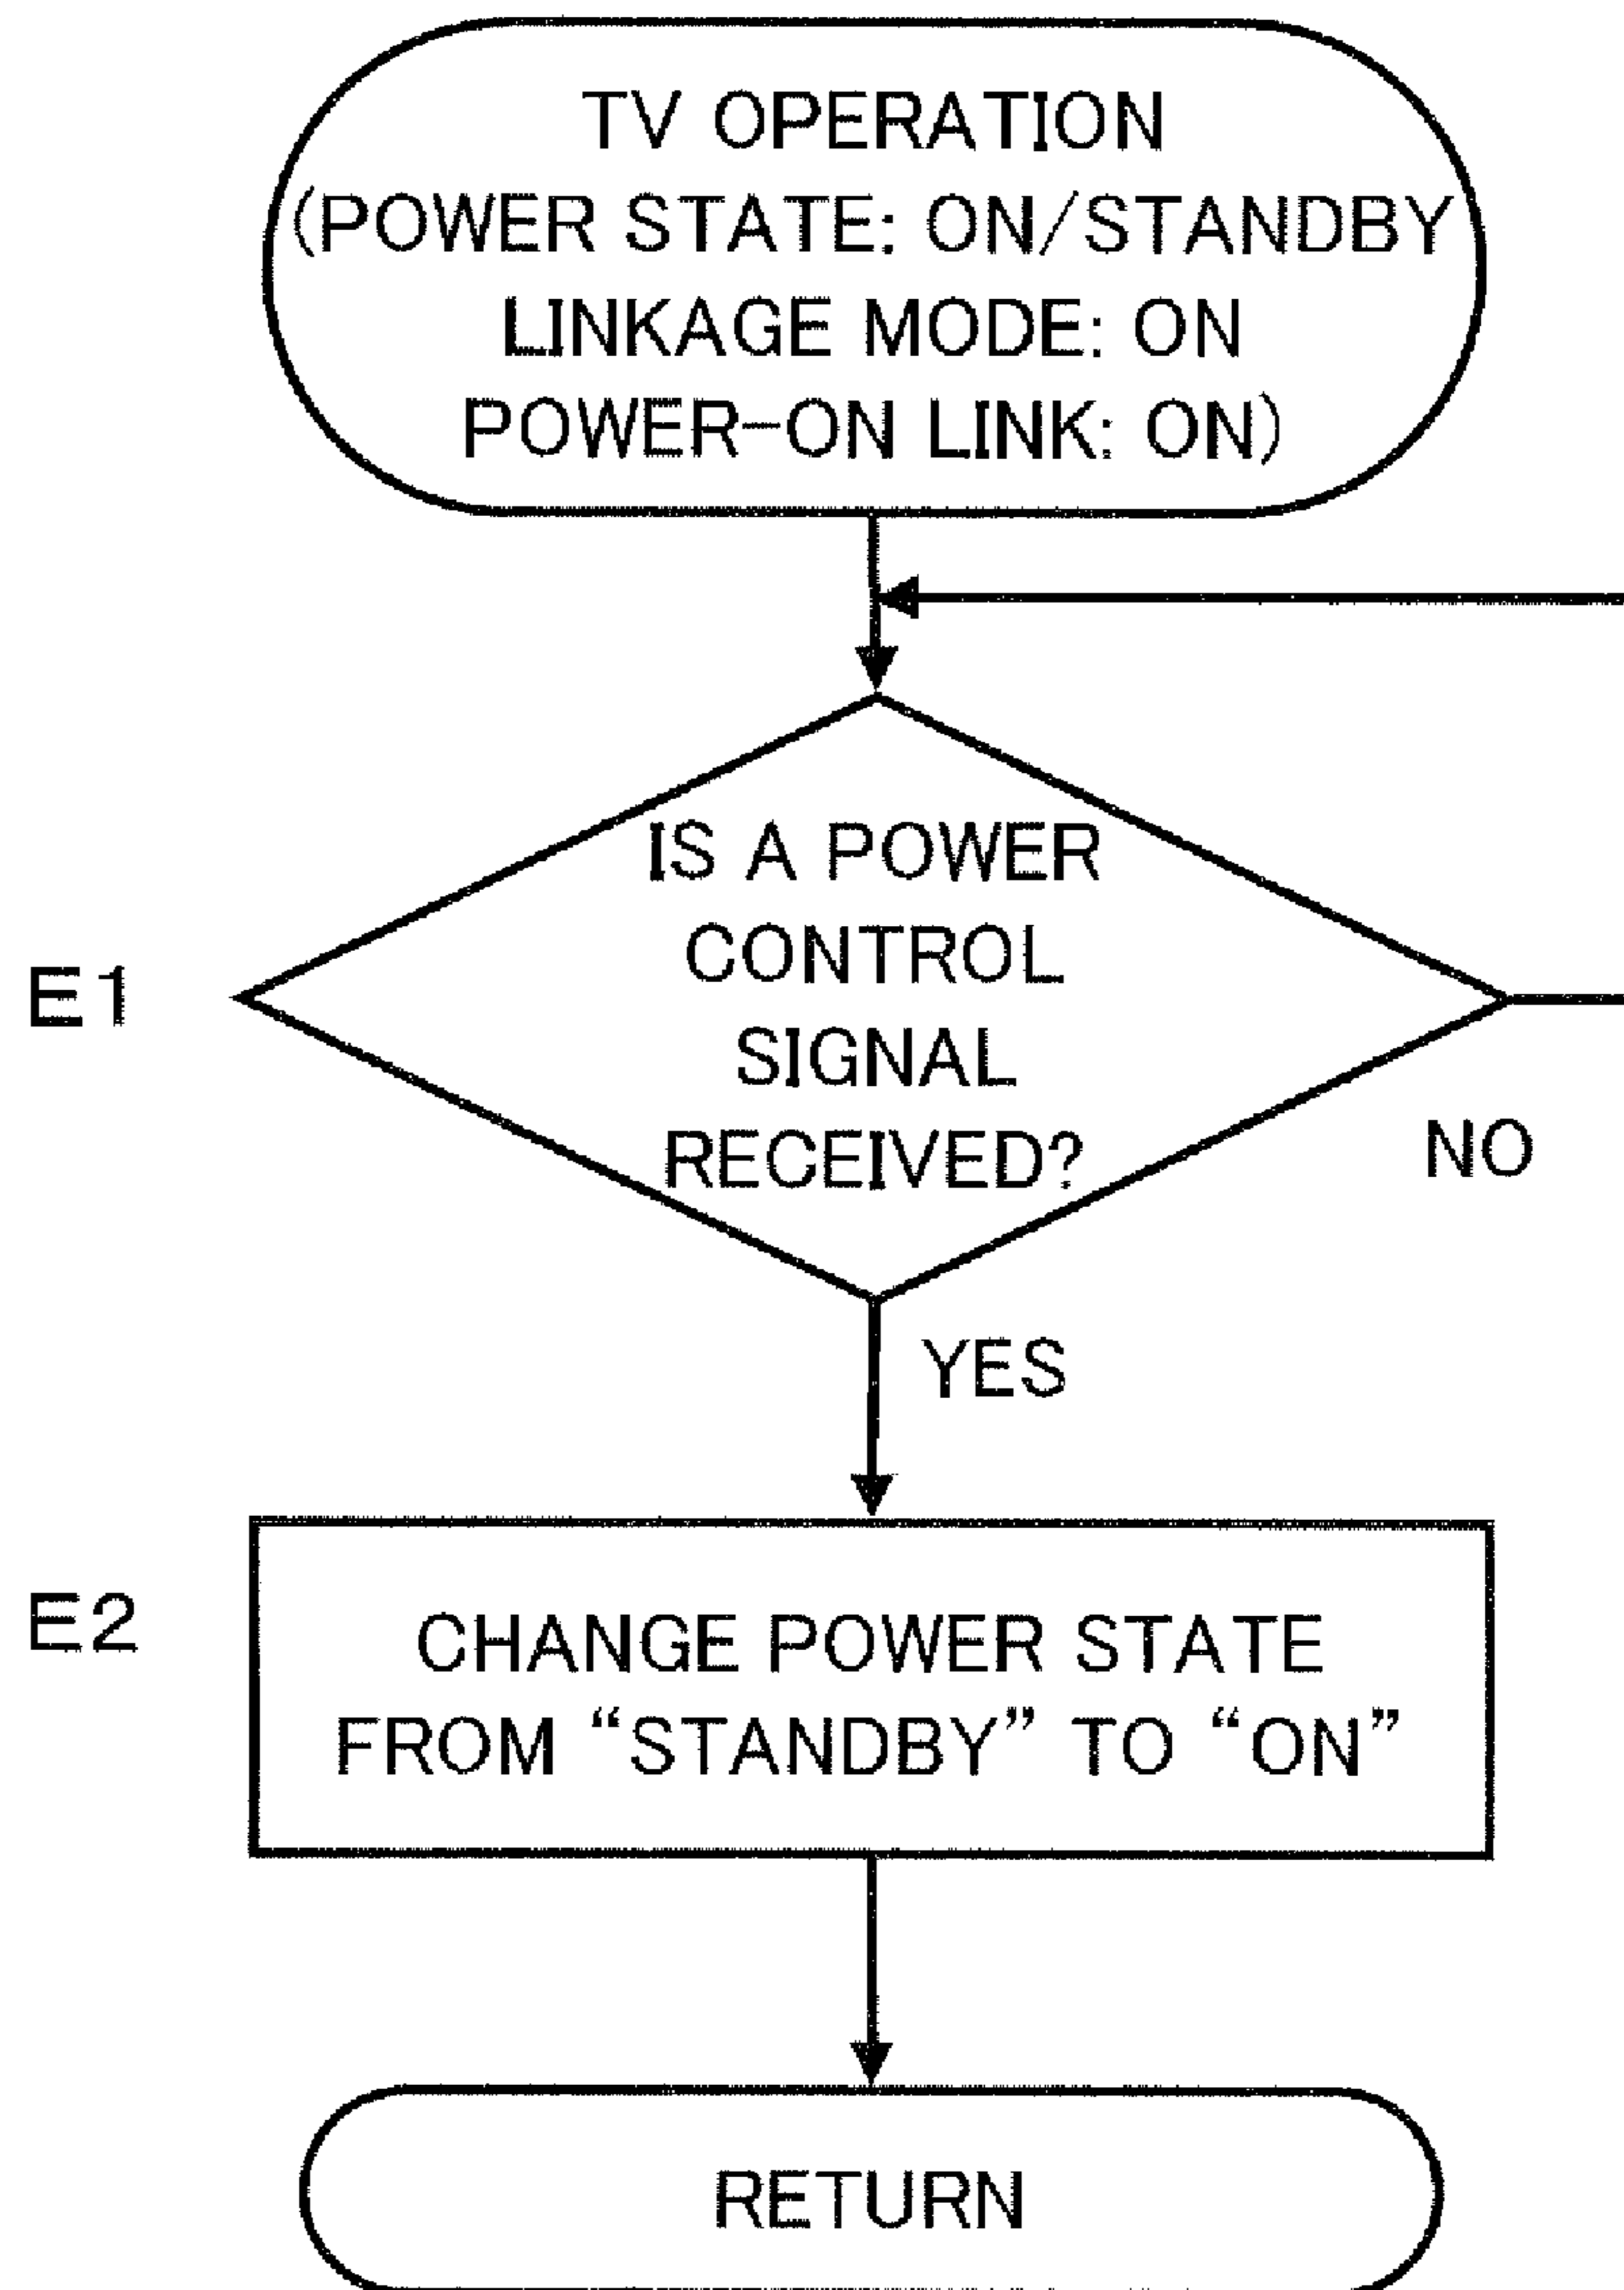 TV OPERATION
(POWER STATE: ON/STANDBY
LINKAGE MODE: ON
POWER-ON LINK: ON)
E1
IS A POWER
CONTROL
SIGNAL
RECEIVED?
NO
YES
E2
CHANGE POWER STATE
FROM “STANDBY” TO “ON”
RETURN